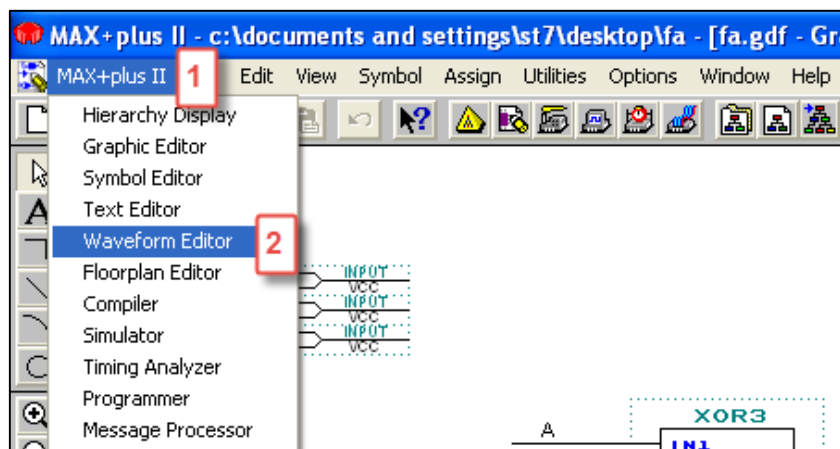 MAX+plus II - c:\documents and settings\st7\desktop\fa - [fa.gdf - Gr
MAX+plus II 1 Edit View Symbol Assign Utilities Options Window Help
Hierarchy Display
Graphic Editor
Symbol Editor
Text Editor
Waveform Editor 2
Floorplan Editor
Compiler
Simulator
Timing Analyzer
Programmer
Message Processor
INPUT
VCC
INPUT
VCC
INPUT
VCC
XOR3
A
IN1